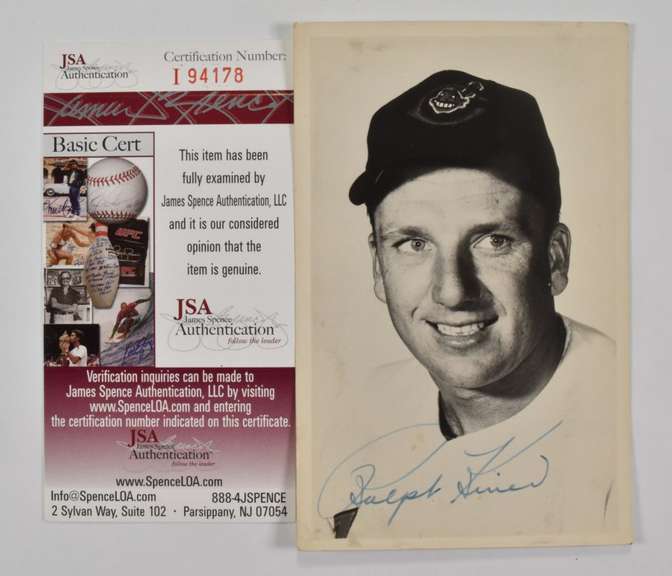 JSA
James Spence
Authentication
Certification Number:
I 94178
James Spence
Basic Cert
This item has been
fully examined by
James Spence Authentication, LLC
and it is our considered
opinion that the
item is genuine.
JSA
James Spence
Authentication
follow the leader
Verification inquiries can be made to
James Spence Authentication, LLC by visiting
www.SpenceLOA.com and entering
the certification number indicated on this certificate.
JSA
James Spence
Authentication
follow the leader
www.SpenceLOA.com
Info@SpenceLOA.com 888-4JSPENCE
2 Sylvan Way, Suite 102 · Parsippany, NJ 07054
Ralph Kiner